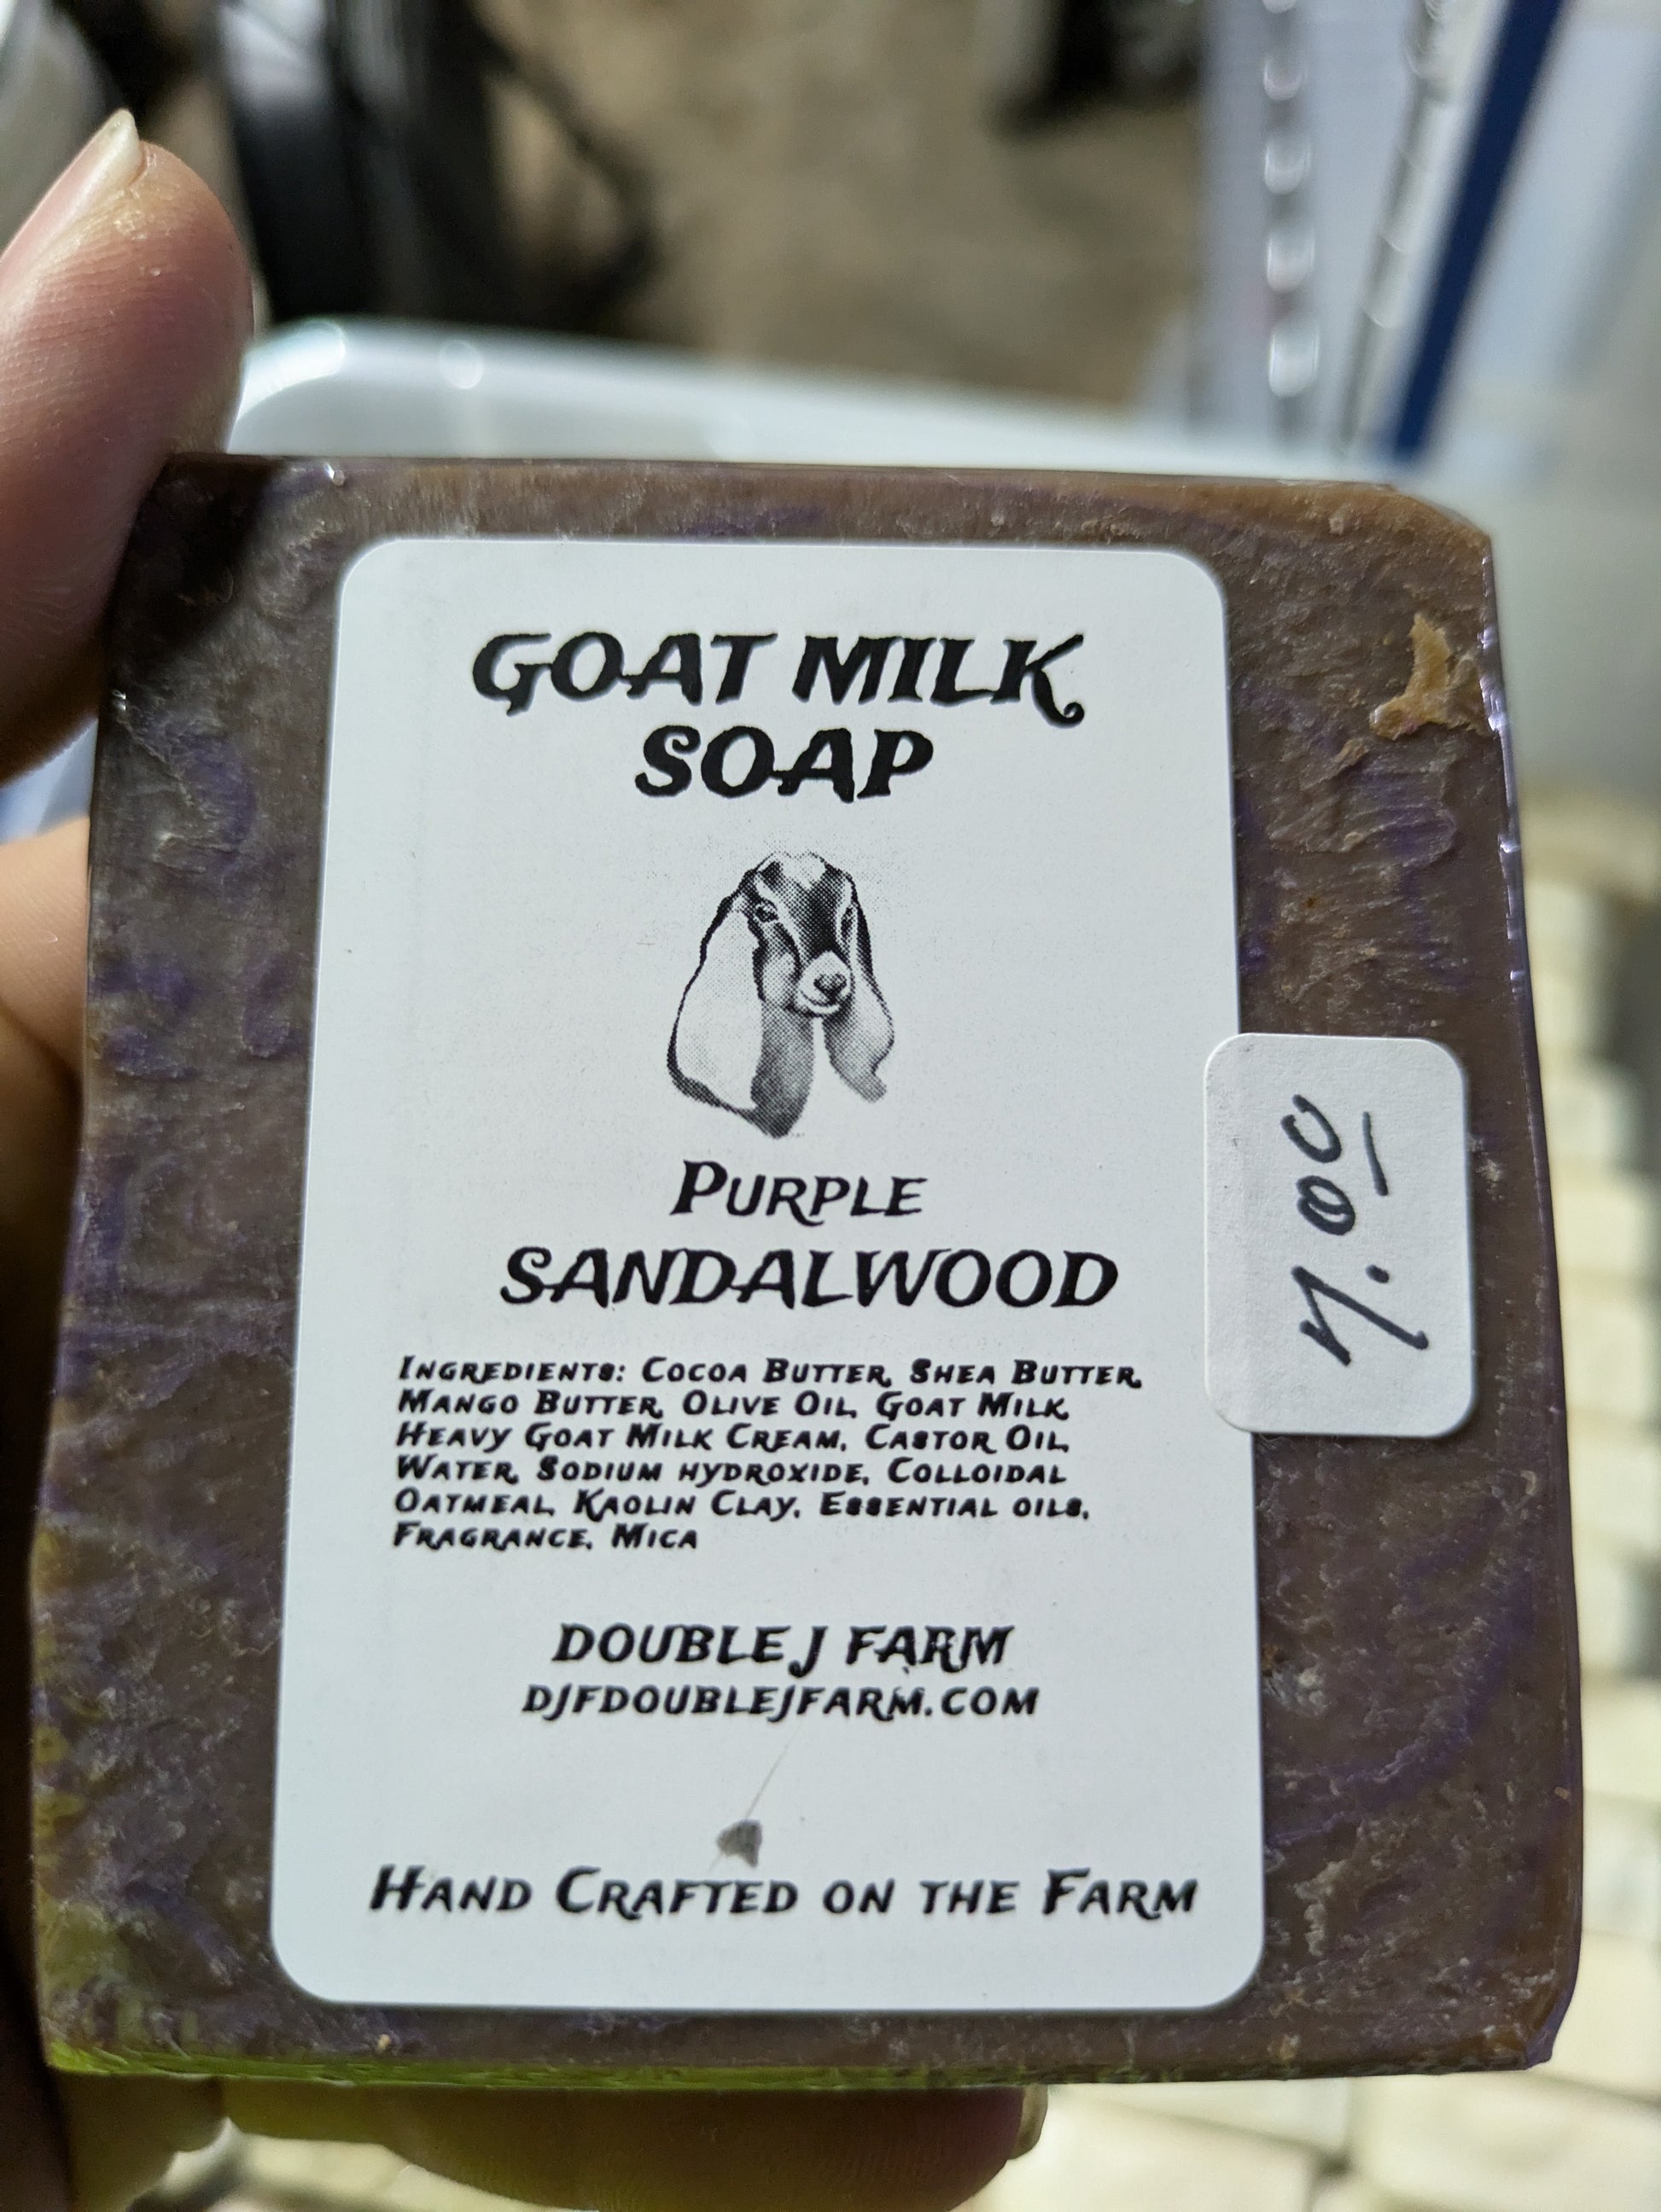 GOAT MILK
SOAP
PURPLE
SANDALWOOD
INGREDIENTS: COCOA BUTTER, SHEA BUTTER,
MANGO BUTTER, OLIVE OIL, GOAT MILK,
HEAVY GOAT MILK CREAM, CASTOR OIL,
WATER, SODIUM HYDROXIDE, COLLOIDAL
OATMEAL, KAOLIN CLAY, ESSENTIAL OILS,
FRAGRANCE, MICA
DOUBLE J FARM
DJFDOUBLEJFARM.COM
HAND CRAFTED ON THE FARM
7.00